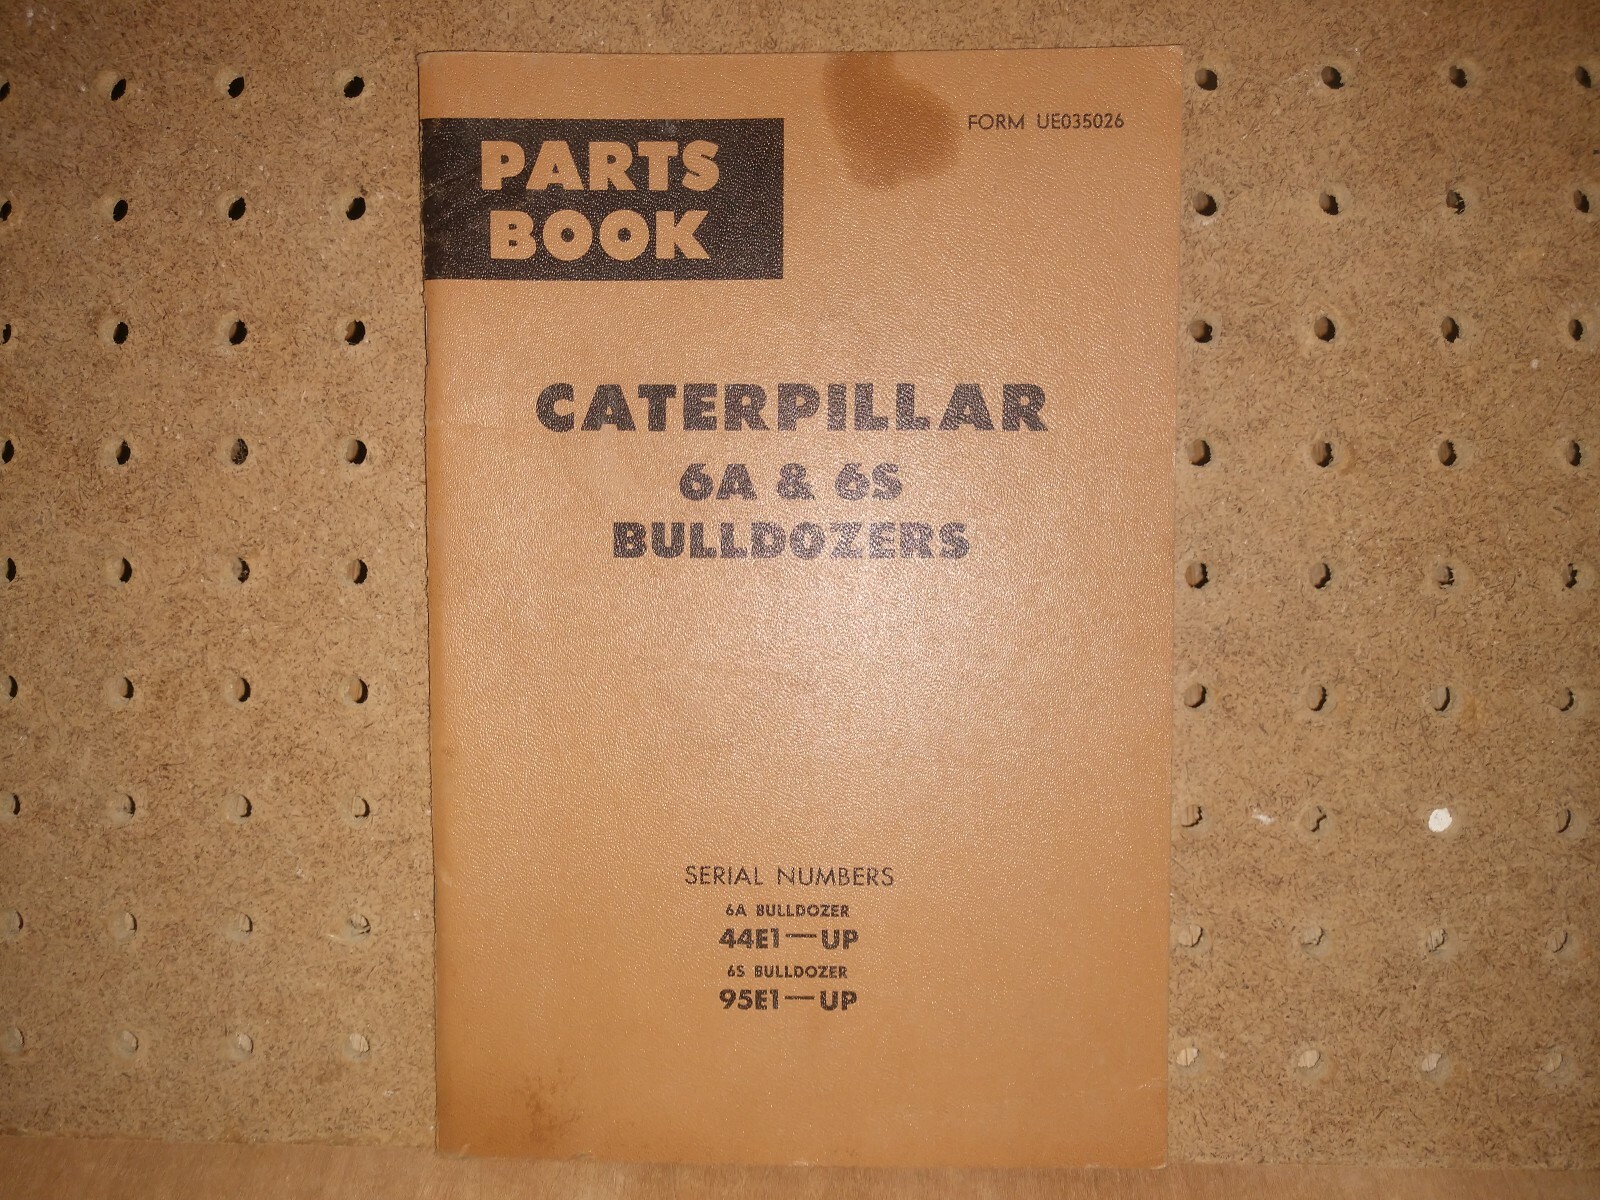 FORM UE035026
PARTS
BOOK
CATERPILLAR
6A & 6S
BULLDOZERS
SERIAL NUMBERS
6A BULLDOZER
44E1—UP
6S BULLDOZER
95E1—UP